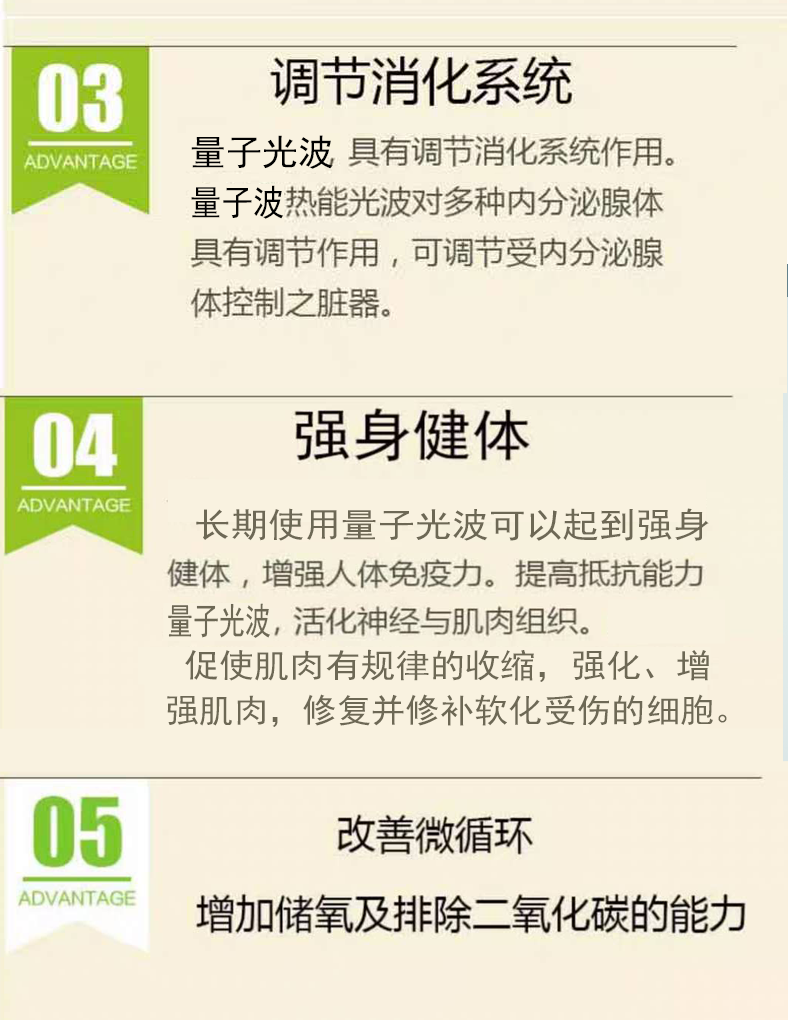 03
ADVANTAGE
调节消化系统
量子光波 具有调节消化系统作用。
量子波热能光波对多种内分泌腺体
具有调节作用，可调节受内分泌腺
体控制之脏器。
04
ADVANTAGE
强身健体
长期使用量子光波可以起到强身
健体，增强人体免疫力。提高抵抗能力
量子光波，活化神经与肌肉组织。
促使肌肉有规律的收缩，强化、增
强肌肉，修复并修补软化受伤的细胞。
05
ADVANTAGE
改善微循环
增加储氧及排除二氧化碳的能力